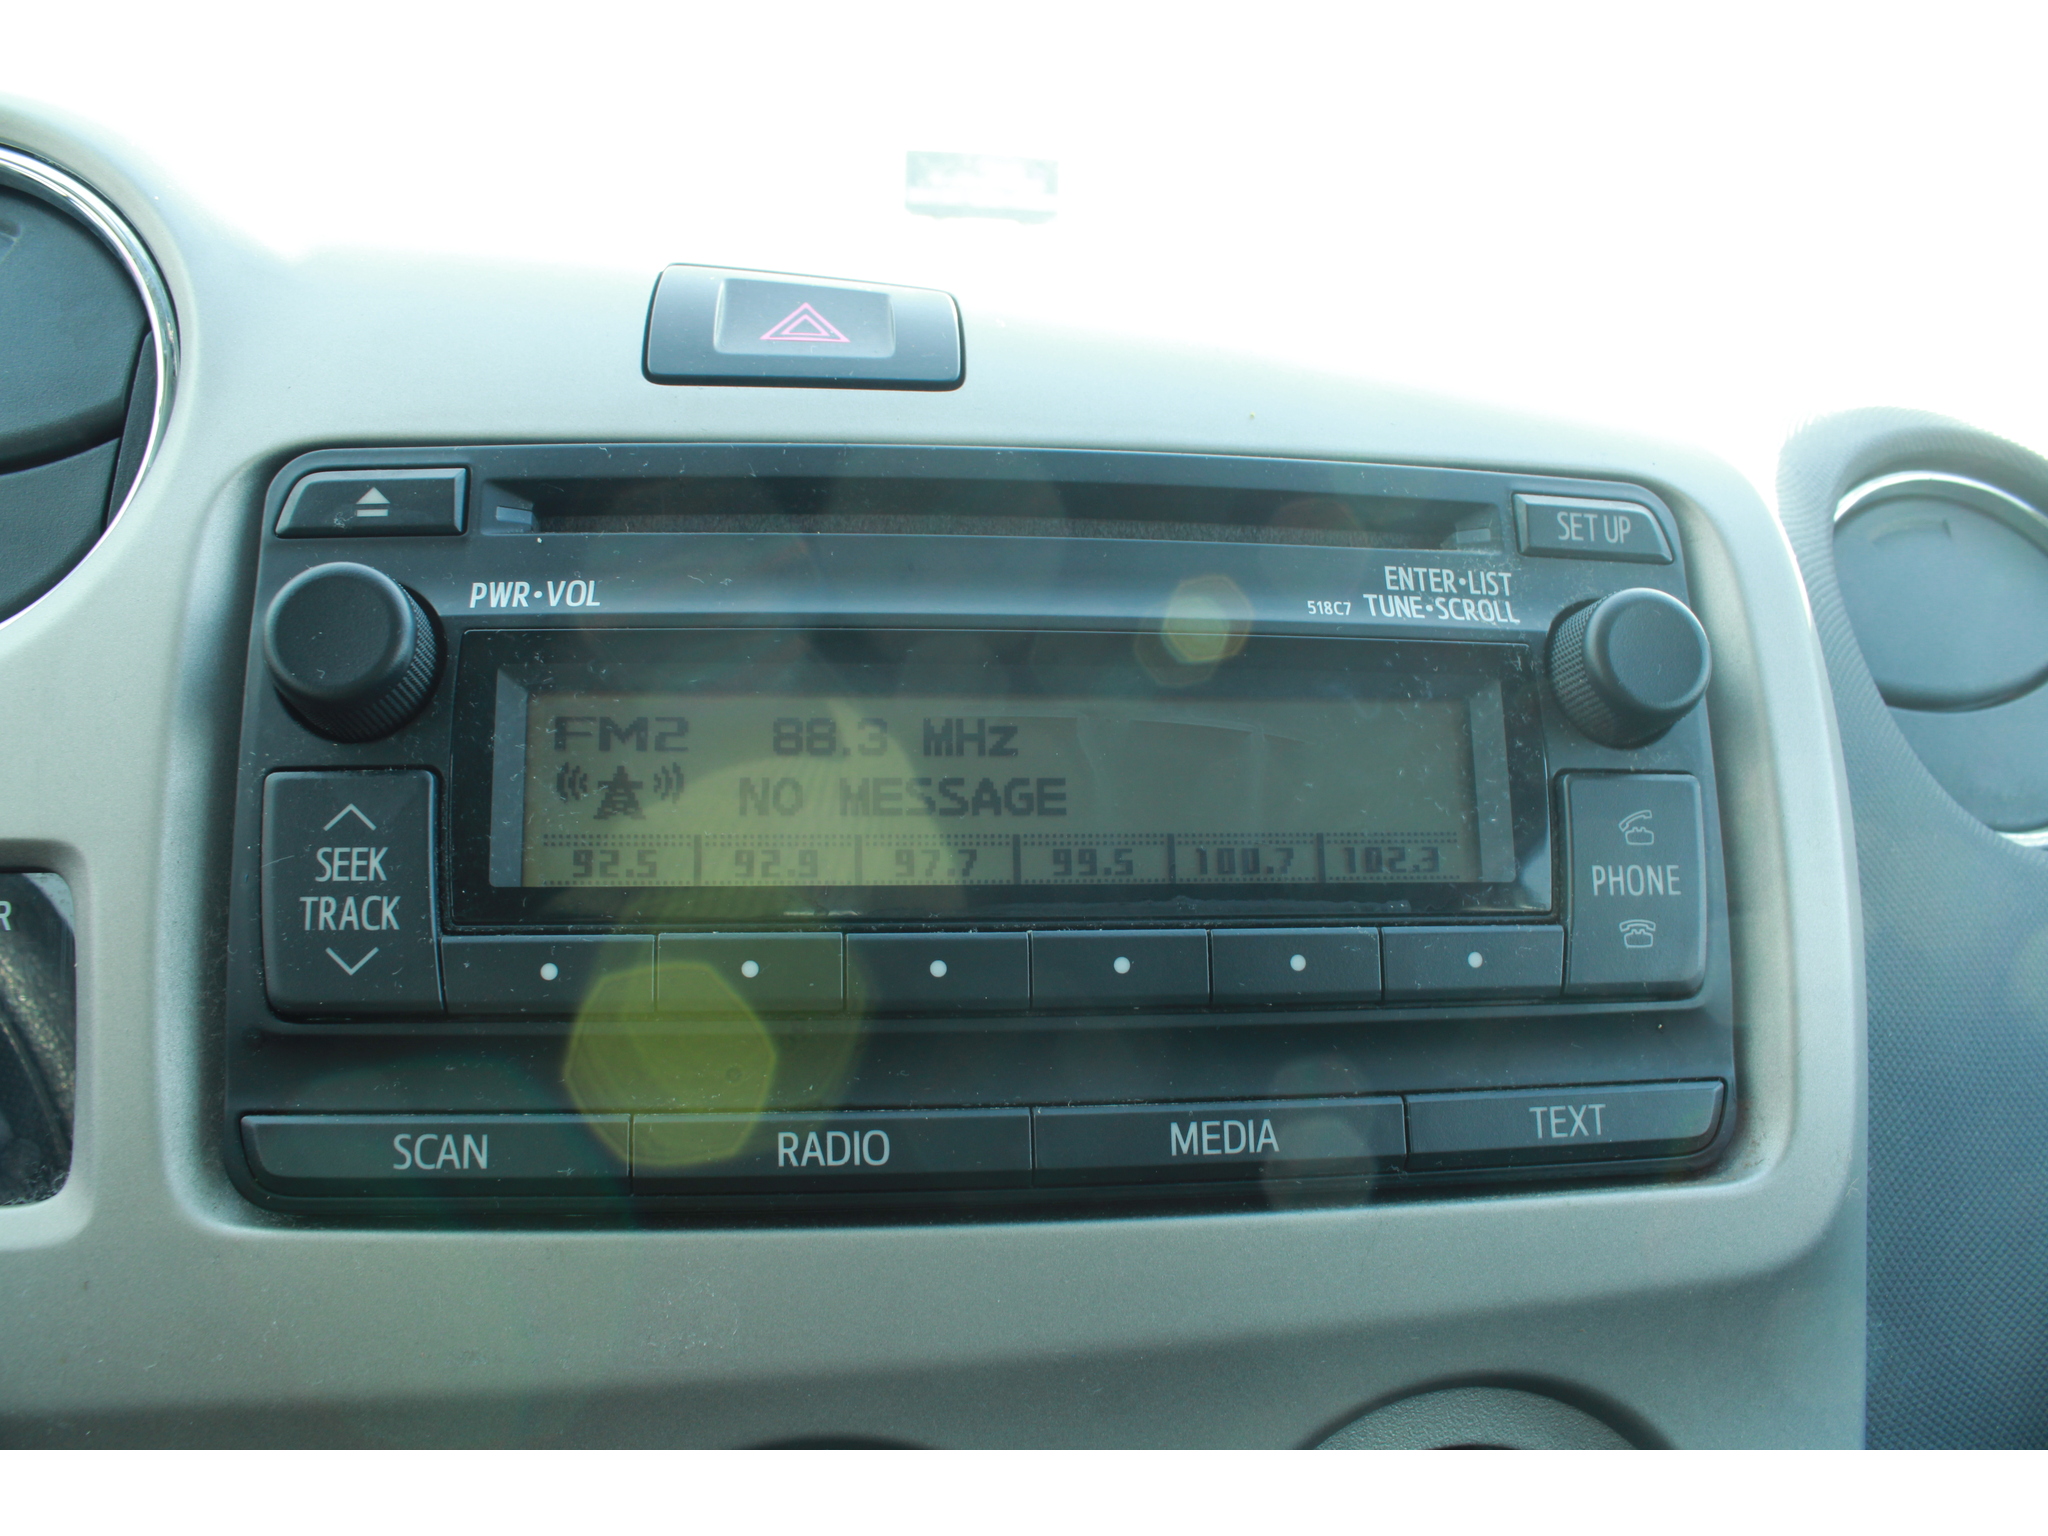 SET UP
PWR•VOL
ENTER•LIST
518C7 TUNE•SCROLL
FM2 88.3 MHz
NO MESSAGE
92.5 92.9 97.7 99.5 100.7 102.3
SEEK
TRACK
PHONE
R
SCAN RADIO MEDIA TEXT